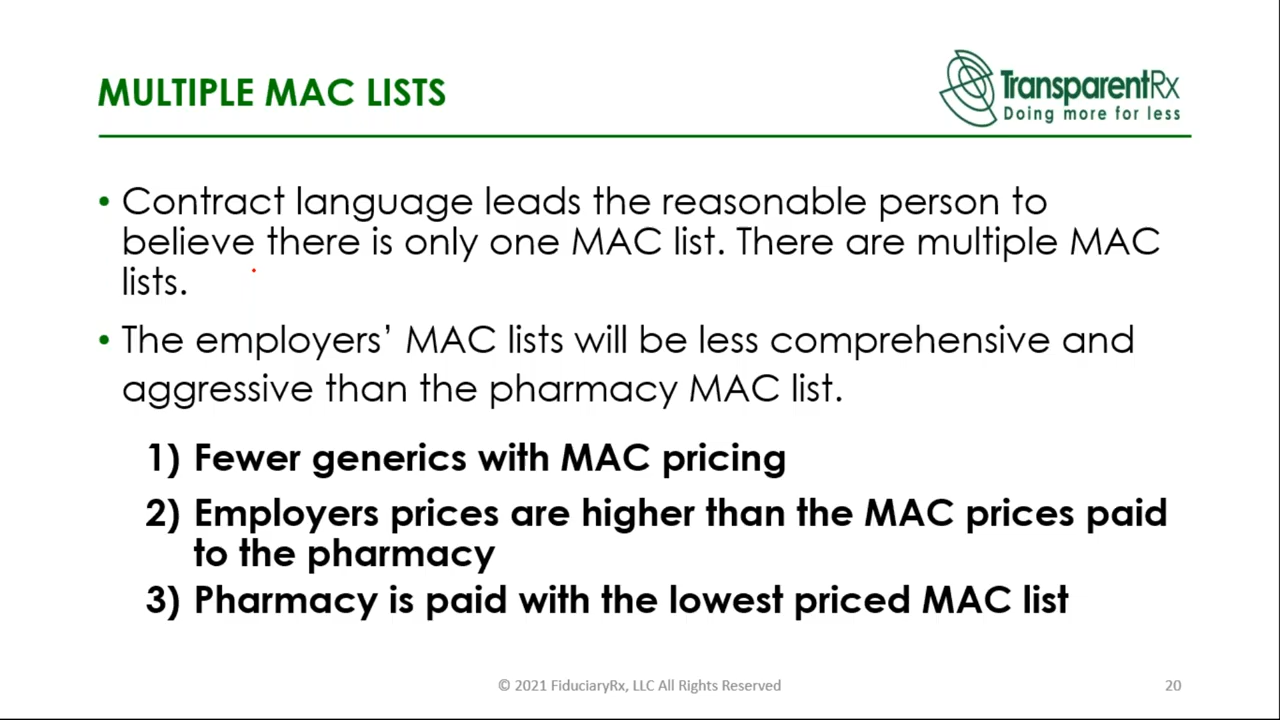 MULTIPLE MAC LISTS
TransparentRx
Doing more for less
• Contract language leads the reasonable person to
believe there is only one MAC list. There are multiple MAC
lists.
• The employers’ MAC lists will be less comprehensive and
aggressive than the pharmacy MAC list.
1) Fewer generics with MAC pricing
2) Employers prices are higher than the MAC prices paid
to the pharmacy
3) Pharmacy is paid with the lowest priced MAC list
© 2021 FiduciaryRx, LLC All Rights Reserved
20